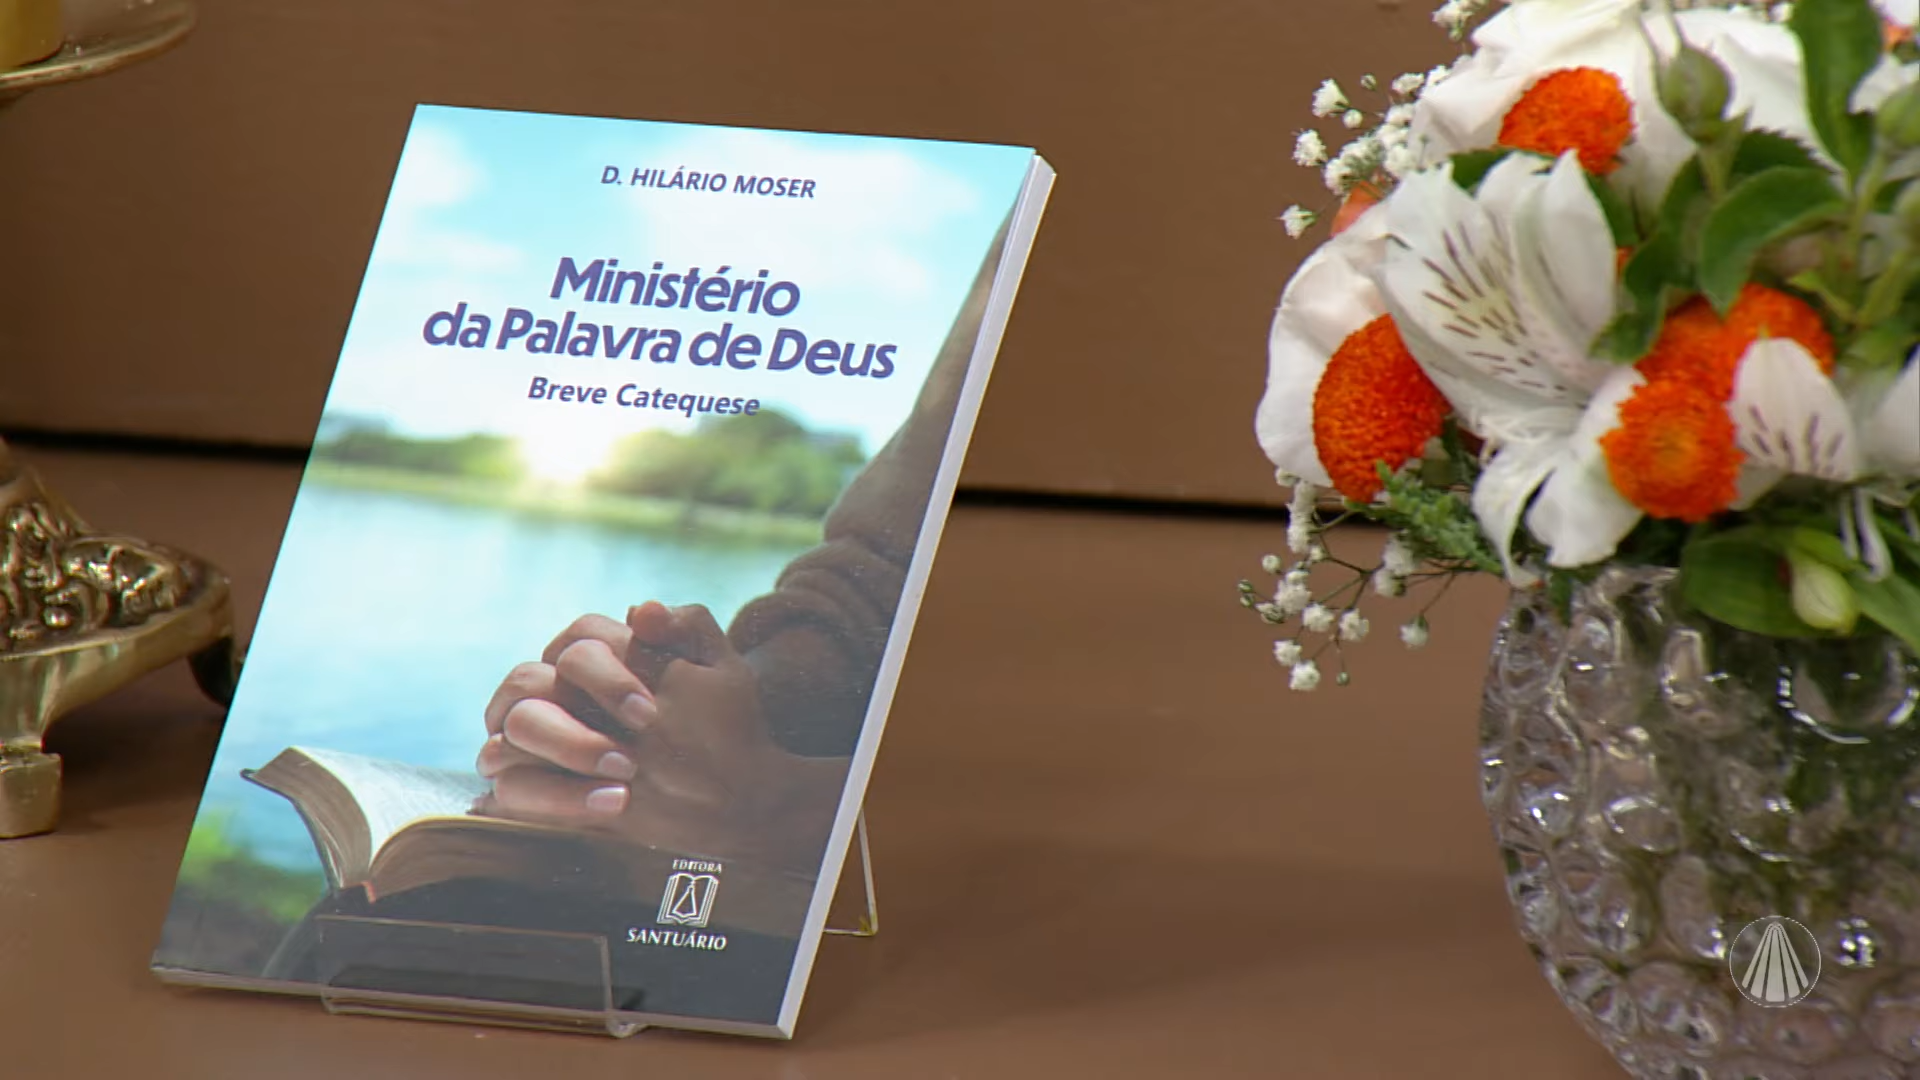 D. HILÁRIO MOSER
Ministério
da Palavra de Deus
Breve Catequese
EDITORA
SANTUÁRIO